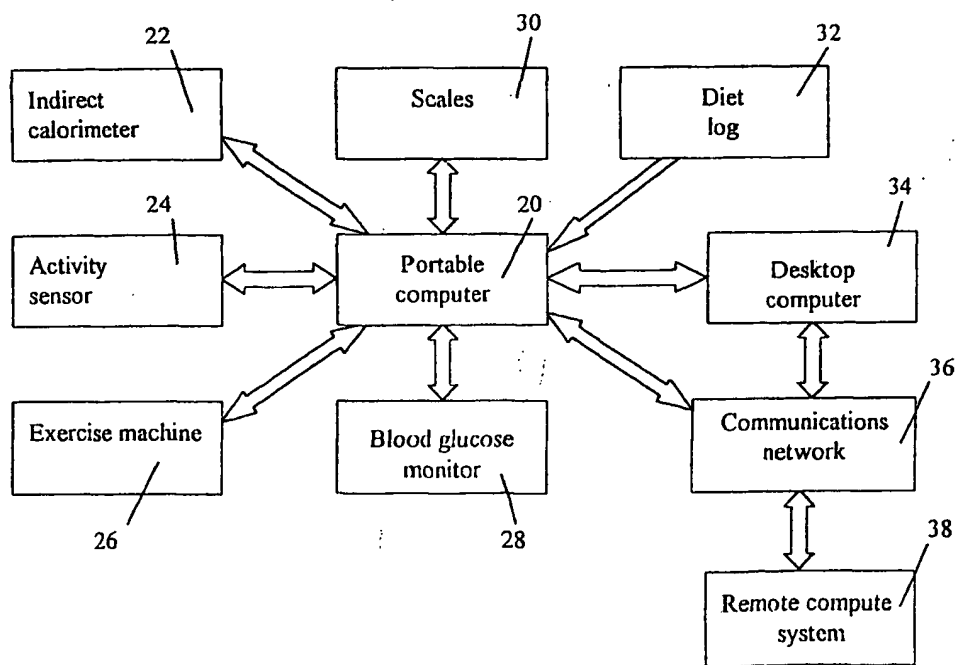 22
30
32
Indirect
calorimeter
Scales
Diet
log
24
20
34
Activity
sensor
Portable
computer
Desktop
computer
36
Exercise machine
Blood glucose
monitor
Communications
network
26
28
38
Remote compute
system